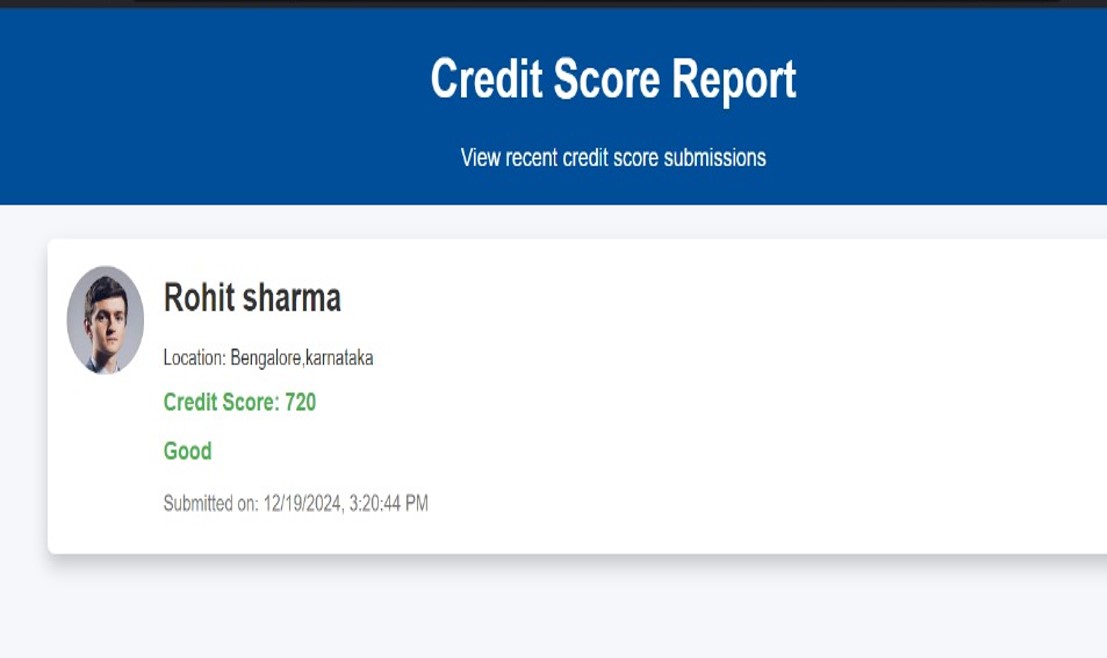 Credit Score Report
View recent credit score submissions
Rohit sharma
Location: Bengalore,karnataka
Credit Score: 720
Good
Submitted on: 12/19/2024, 3:20:44 PM